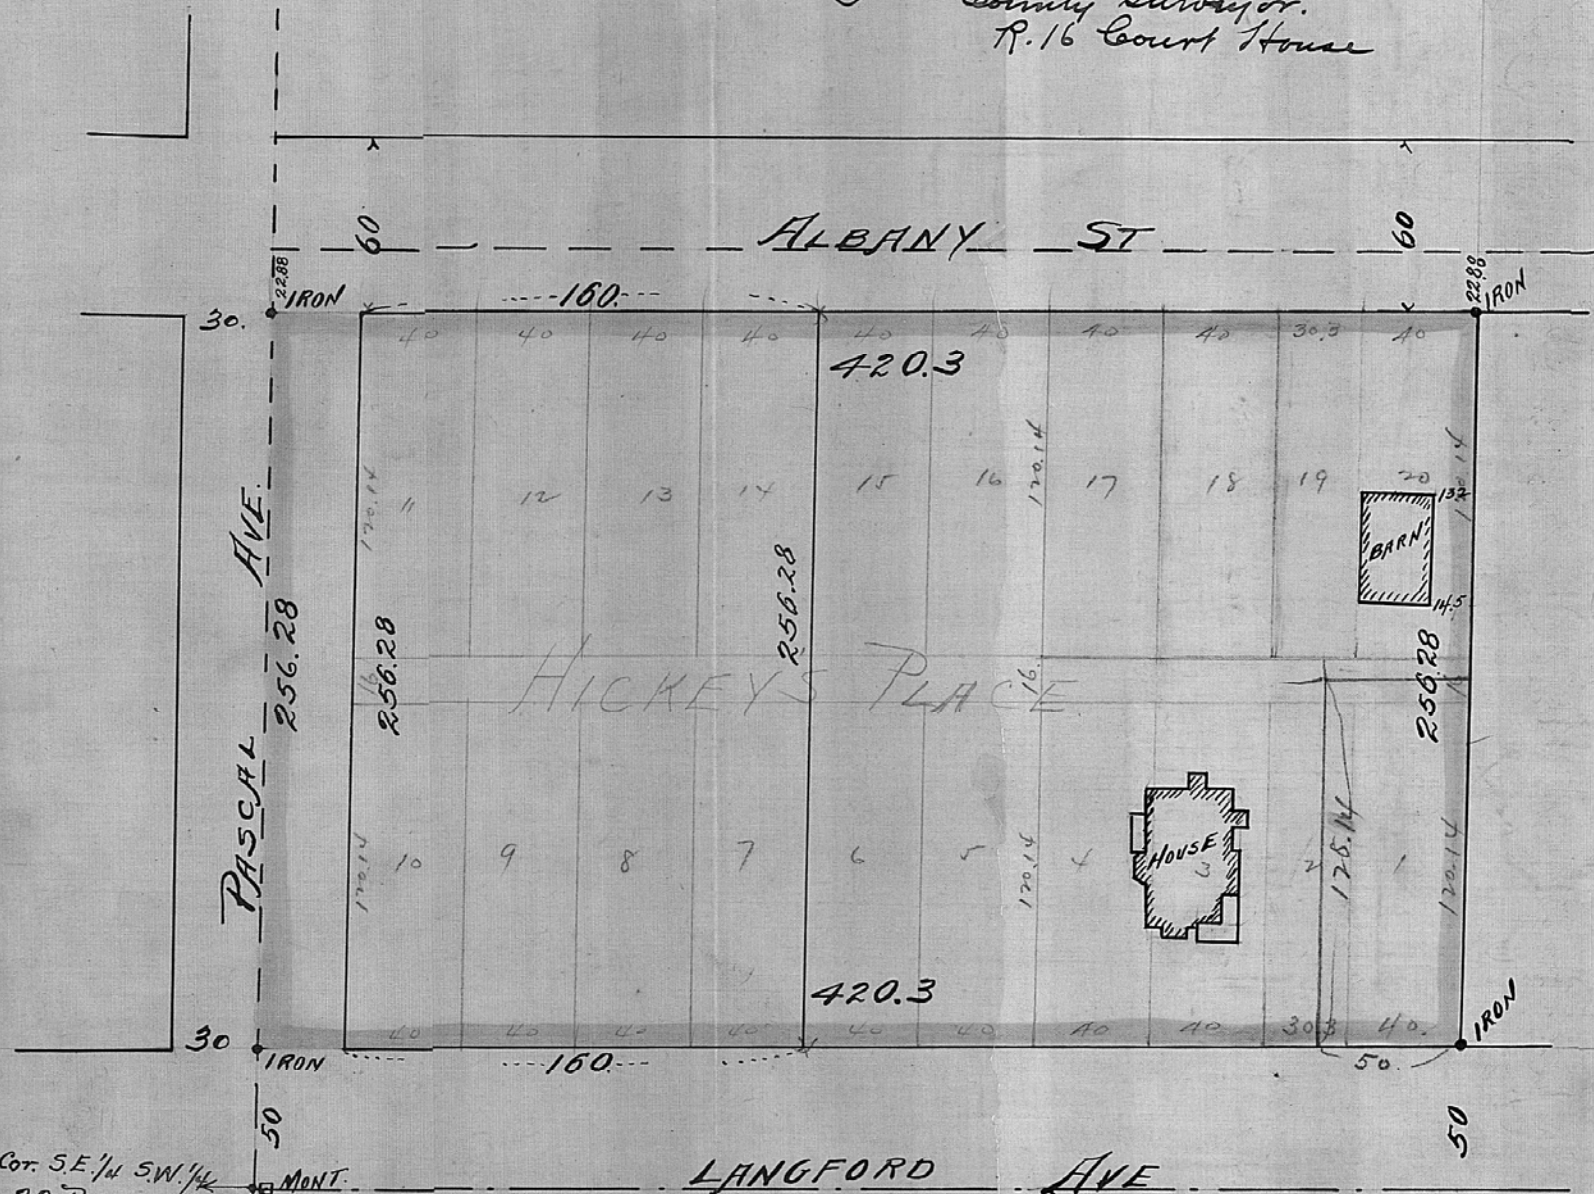 County Surveyor.
R.16 Court House
60
60
ALBANY ST
22.88
IRON
160.
22.88
IRON
30.
40 40 40 40 40 40 40 40 30.3 40
420.3
120.14
120.14
120.14
11 12 13 14 15 16 17 18 19 20
132
BARN
14.5
PASCAL AVE.
256.28
256.28
256.28
256.28
16
16.
16
HICKEYS PLACE
120.14
120.14
125.14
120.14
10 9 8 7 6 5 4 3 2 1
HOUSE
420.3
40 40 40 40 40 40 40 40 30.3 40.
30
IRON
160.
50.
IRON
50
50
Cor. S.E. 1/4 S.W. 1/4
MONT.
LANGFORD AVE